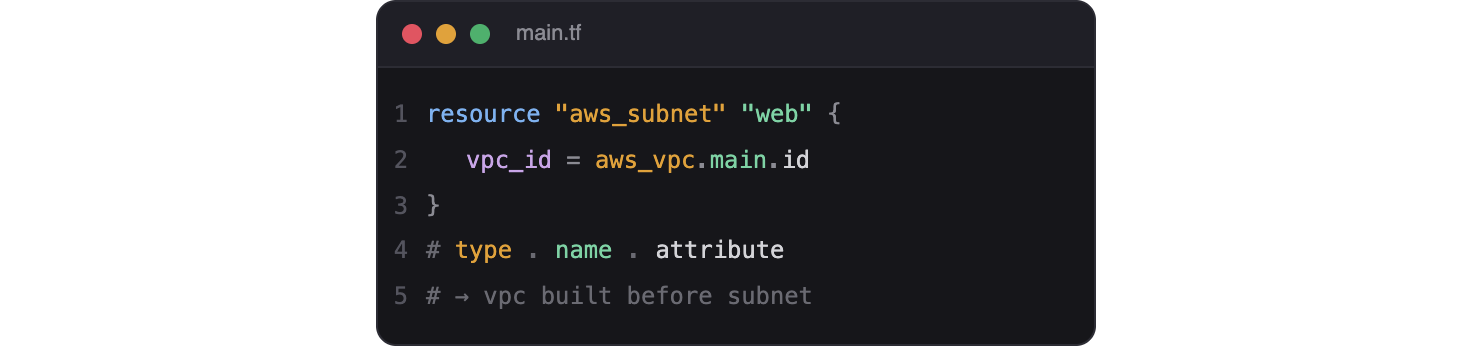 main.tf
1 resource "aws_subnet" "web" {
2 vpc_id = aws_vpc.main.id
3 }
4 # type . name . attribute
5 # → vpc built before subnet